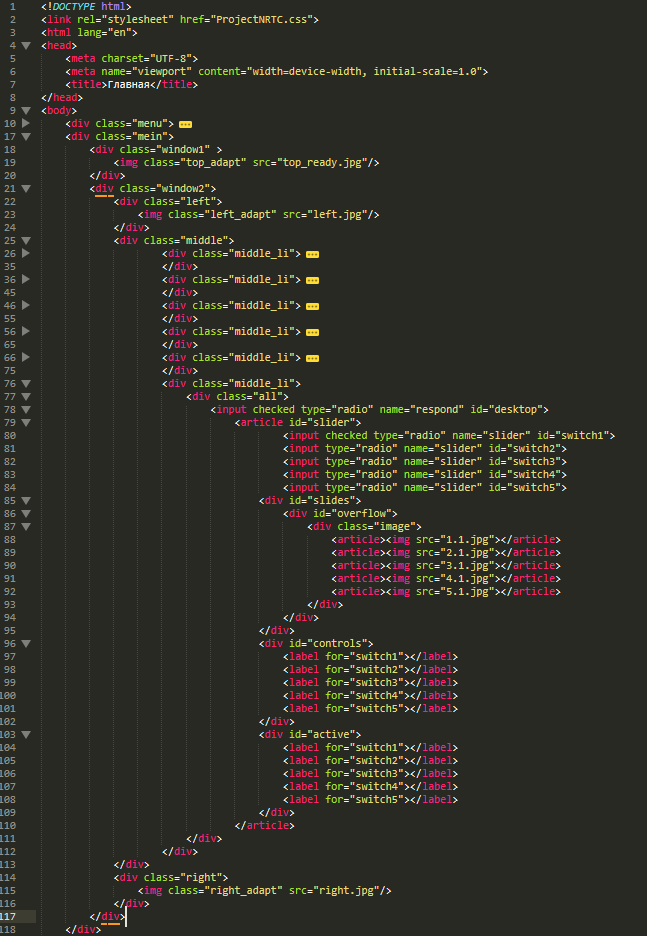 1 <!DOCTYPE html>
2 <link rel="stylesheet" href="ProjectNRTC.css">
3 <html lang="en">
4 <head>
5 <meta charset="UTF-8">
6 <meta name="viewport" content="width=device-width, initial-scale=1.0">
7 <title>Главная</title>
8 </head>
9 <body>
10 <div class="menu">
17 <div class="mein">
18 <div class="window1" >
19 <img class="top_adapt" src="top_ready.jpg"/>
20 </div>
21 <div class="window2">
22 <div class="left">
23 <img class="left_adapt" src="left.jpg"/>
24 </div>
25 <div class="middle">
26 <div class="middle_li">
35 </div>
36 <div class="middle_li">
45 </div>
46 <div class="middle_li">
55 </div>
56 <div class="middle_li">
65 </div>
66 <div class="middle_li">
75 </div>
76 <div class="middle_li">
77 <div class="all">
78 <input checked type="radio" name="respond" id="desktop">
79 <article id="slider">
80 <input checked type="radio" name="slider" id="switch1">
81 <input type="radio" name="slider" id="switch2">
82 <input type="radio" name="slider" id="switch3">
83 <input type="radio" name="slider" id="switch4">
84 <input type="radio" name="slider" id="switch5">
85 <div id="slides">
86 <div id="overflow">
87 <div class="image">
88 <article><img src="1.1.jpg"></article>
89 <article><img src="2.1.jpg"></article>
90 <article><img src="3.1.jpg"></article>
91 <article><img src="4.1.jpg"></article>
92 <article><img src="5.1.jpg"></article>
93 </div>
94 </div>
95 </div>
96 <div id="controls">
97 <label for="switch1"></label>
98 <label for="switch2"></label>
99 <label for="switch3"></label>
100 <label for="switch4"></label>
101 <label for="switch5"></label>
102 </div>
103 <div id="active">
104 <label for="switch1"></label>
105 <label for="switch2"></label>
106 <label for="switch3"></label>
107 <label for="switch4"></label>
108 <label for="switch5"></label>
109 </div>
110 </article>
111 </div>
112 </div>
113 </div>
114 <div class="right">
115 <img class="right_adapt" src="right.jpg"/>
116 </div>
117 </div>
118 </div>